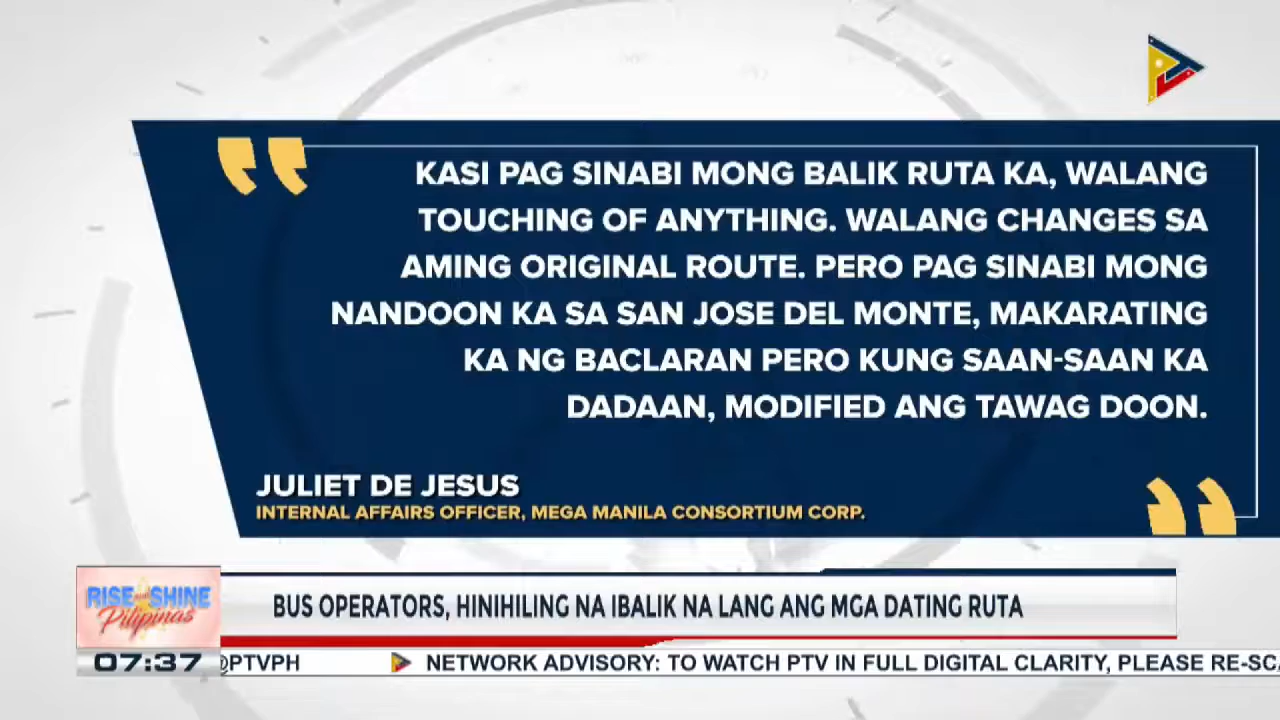 KASI PAG SINABI MONG BALIK RUTA KA, WALANG
TOUCHING OF ANYTHING. WALANG CHANGES SA
AMING ORIGINAL ROUTE. PERO PAG SINABI MONG
NANDOON KA SA SAN JOSE DEL MONTE, MAKARATING
KA NG BACLARAN PERO KUNG SAAN-SAAN KA
DADAAN, MODIFIED ANG TAWAG DOON.
JULIET DE JESUS
INTERNAL AFFAIRS OFFICER, MEGA MANILA CONSORTIUM CORP.
RISE AND SHINE
Pilipinas
BUS OPERATORS, HINIHILING NA IBALIK NA LANG ANG MGA DATING RUTA
07:37
@PTVPH
NETWORK ADVISORY: TO WATCH PTV IN FULL DIGITAL CLARITY, PLEASE RE-SCA